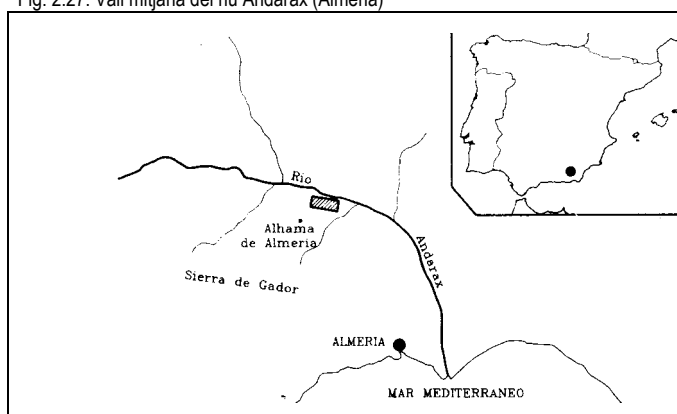 Fig. 2.27. Vall mitjana del riu Andarax (Almeria)
Rio
Alhama
de Almeria
Andarax
Sierra de Gador
ALMERIA
MAR MEDITERRANEO